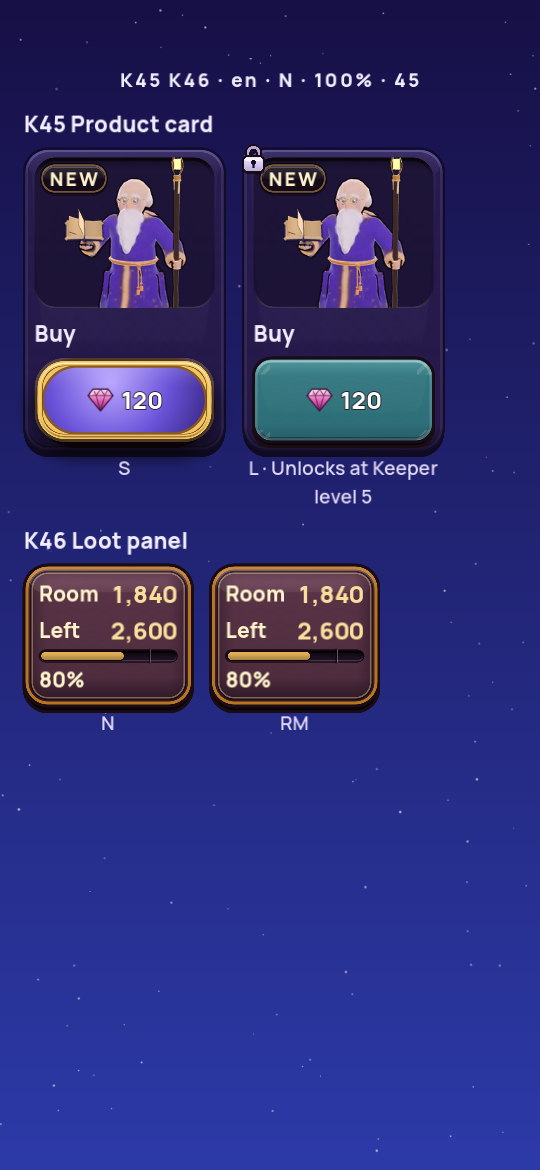 K45 K46 · en · N · 100% · 45
K45 Product card
NEW
NEW
Buy
Buy
120
120
S
L · Unlocks at Keeper
level 5
K46 Loot panel
Room 1,840
Left 2,600
80%
Room 1,840
Left 2,600
80%
N
RM